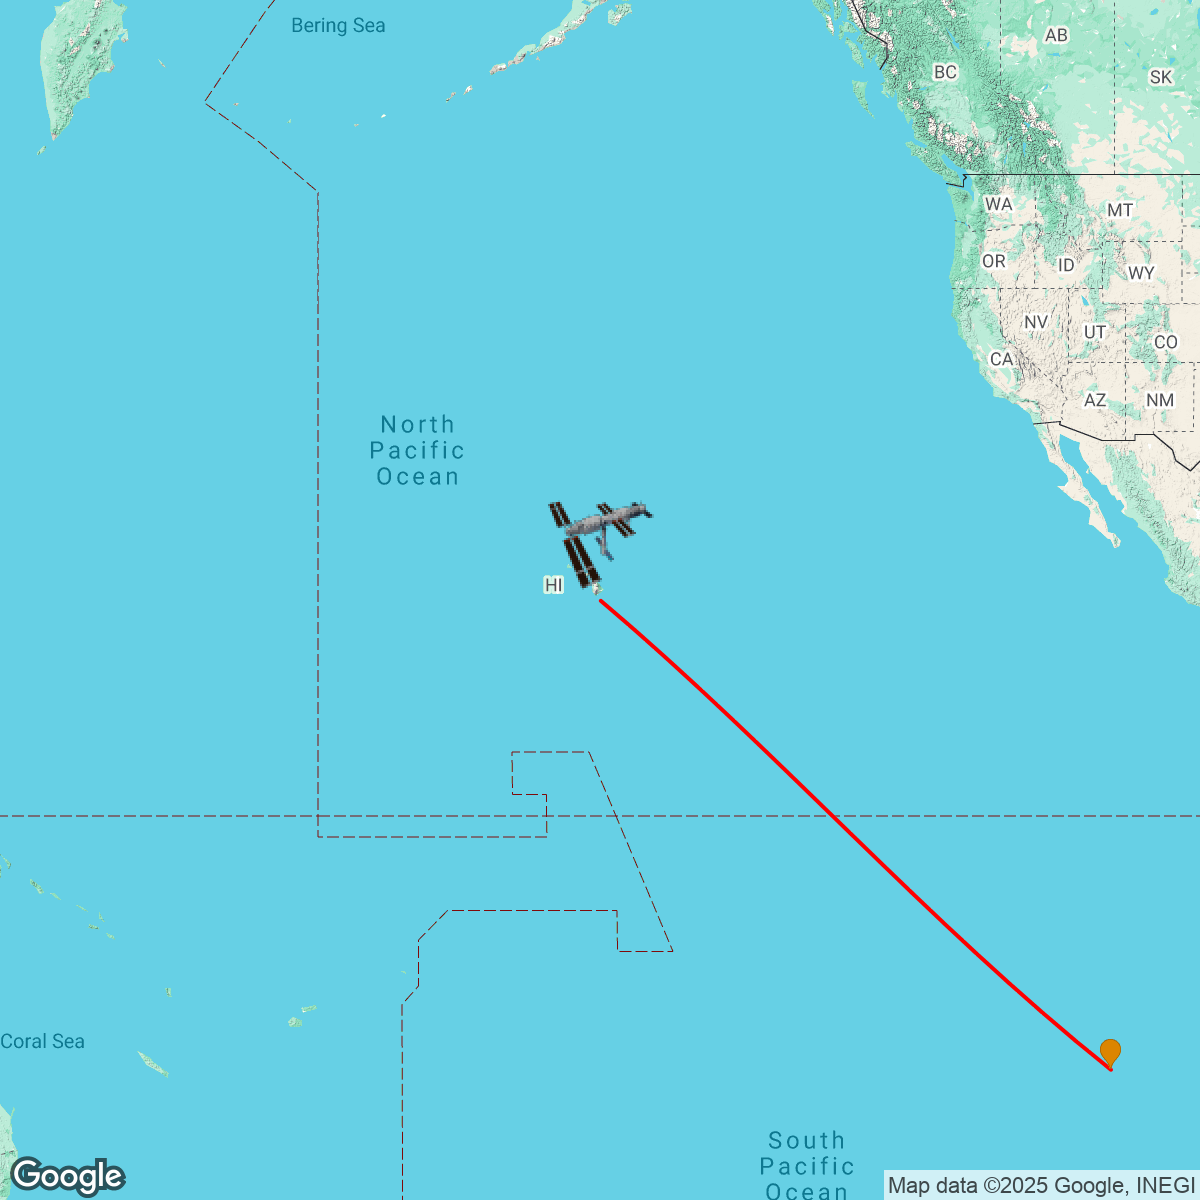 Bering Sea
AB
BC
SK
WA
MT
OR
ID
WY
NV
UT
CO
CA
AZ
NM
North
Pacific
Ocean
HI
Coral Sea
South
Pacific
Ocean
Google
Map data ©2025 Google, INEGI